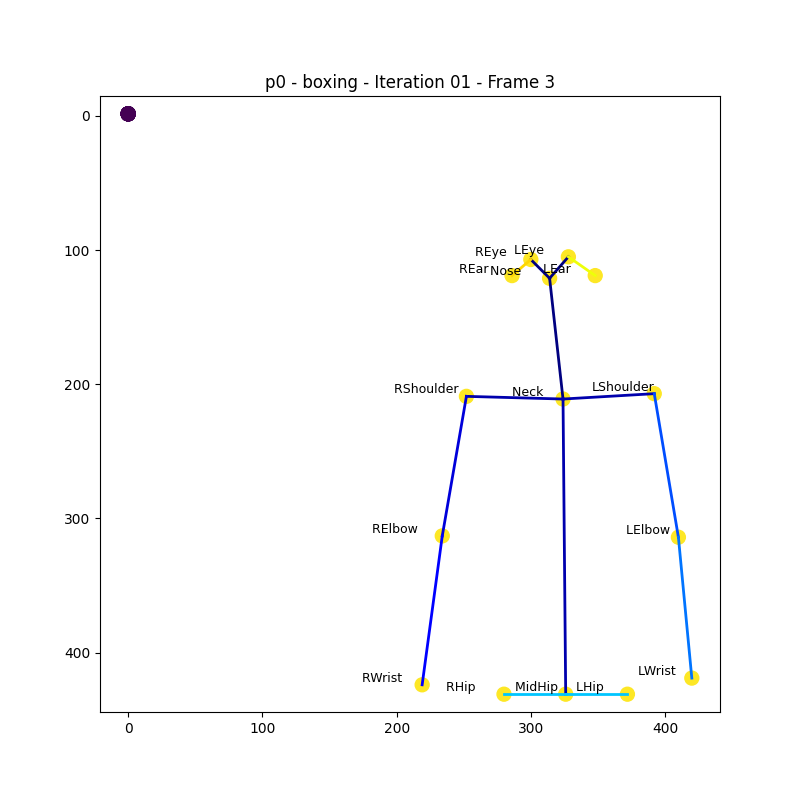 p0 - boxing - Iteration 01 - Frame 3
0
100
REye LEye
REar Nose LEar
200
RShoulder Neck LShoulder
300
RElbow LElbow
400
RWrist RHip MidHip LHip LWrist
0 100 200 300 400